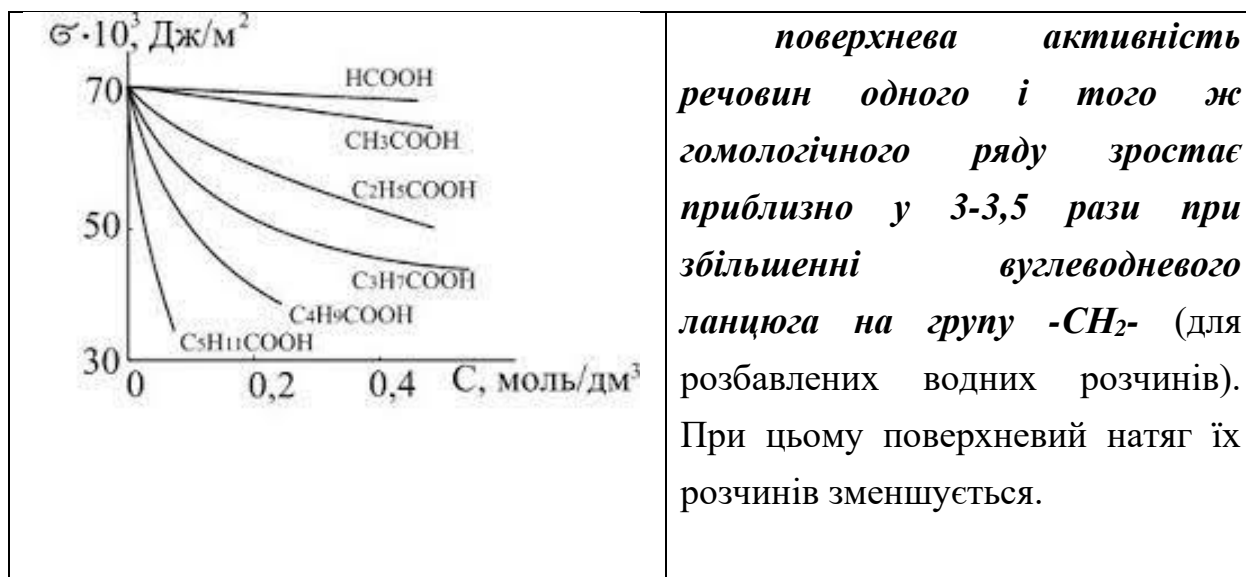 σ·10³, Дж/м²
70
50
30
0
0,2
0,4
С, моль/дм³
HCOOH
CH₃COOH
C₂H₅COOH
C₃H₇COOH
C₄H₉COOH
C₅H₁₁COOH
поверхнева активність
речовин одного і того ж
гомологічного ряду зростає
приблизно у 3-3,5 рази при
збільшенні вуглеводневого
ланцюга на групу -CH₂- (для
розбавлених водних розчинів).
При цьому поверхневий натяг їх
розчинів зменшується.